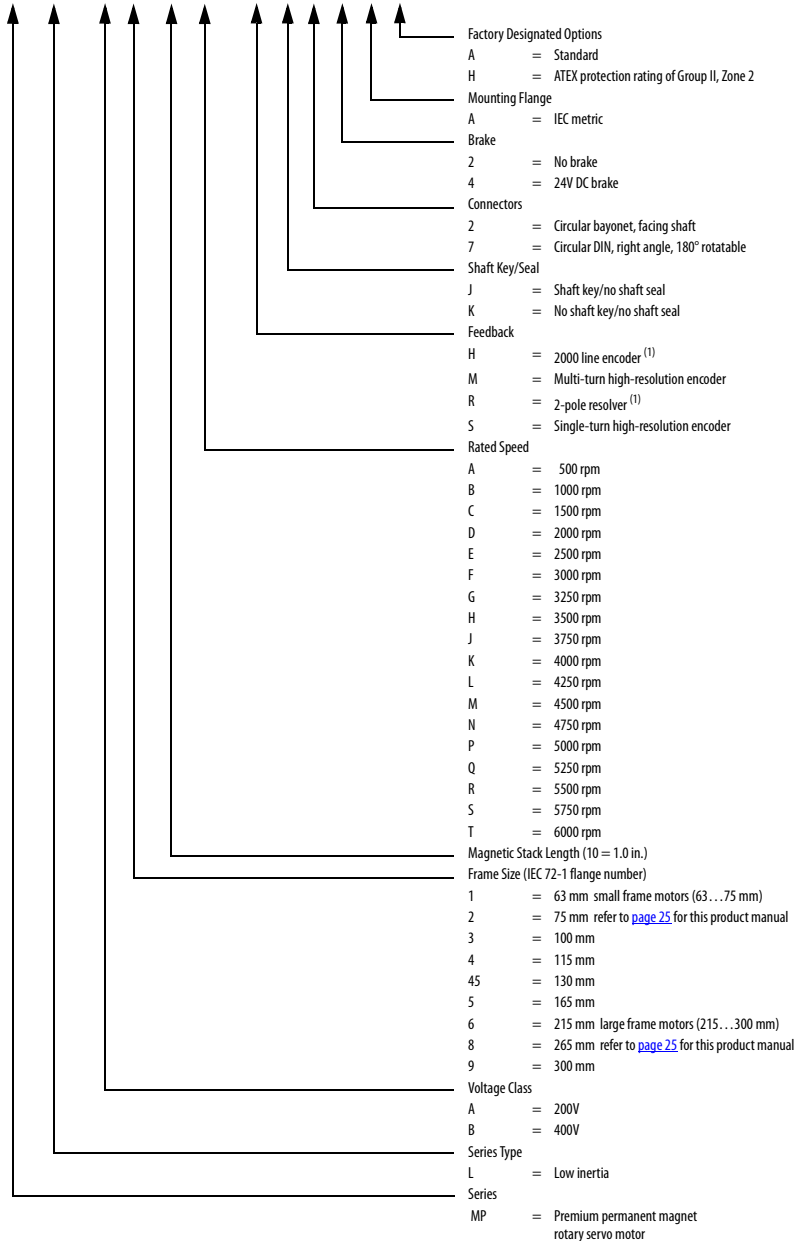 Factory Designated Options
A = Standard
H = ATEX protection rating of Group II, Zone 2
Mounting Flange
A = IEC metric
Brake
2 = No brake
4 = 24V DC brake
Connectors
2 = Circular bayonet, facing shaft
7 = Circular DIN, right angle, 180° rotatable
Shaft Key/Seal
J = Shaft key/no shaft seal
K = No shaft key/no shaft seal
Feedback
H = 2000 line encoder (1)
M = Multi-turn high-resolution encoder
R = 2-pole resolver (1)
S = Single-turn high-resolution encoder
Rated Speed
A = 500 rpm
B = 1000 rpm
C = 1500 rpm
D = 2000 rpm
E = 2500 rpm
F = 3000 rpm
G = 3250 rpm
H = 3500 rpm
J = 3750 rpm
K = 4000 rpm
L = 4250 rpm
M = 4500 rpm
N = 4750 rpm
P = 5000 rpm
Q = 5250 rpm
R = 5500 rpm
S = 5750 rpm
T = 6000 rpm
Magnetic Stack Length (10 = 1.0 in.)
Frame Size (IEC 72-1 flange number)
1 = 63 mm small frame motors (63...75 mm)
2 = 75 mm refer to page 25 for this product manual
3 = 100 mm
4 = 115 mm
45 = 130 mm
5 = 165 mm
6 = 215 mm large frame motors (215...300 mm)
8 = 265 mm refer to page 25 for this product manual
9 = 300 mm
Voltage Class
A = 200V
B = 400V
Series Type
L = Low inertia
Series
MP = Premium permanent magnet
rotary servo motor